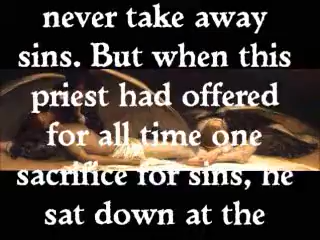 never take away
sins. But when this
priest had offered
for all time one
sacrifice for sins, he
sat down at the